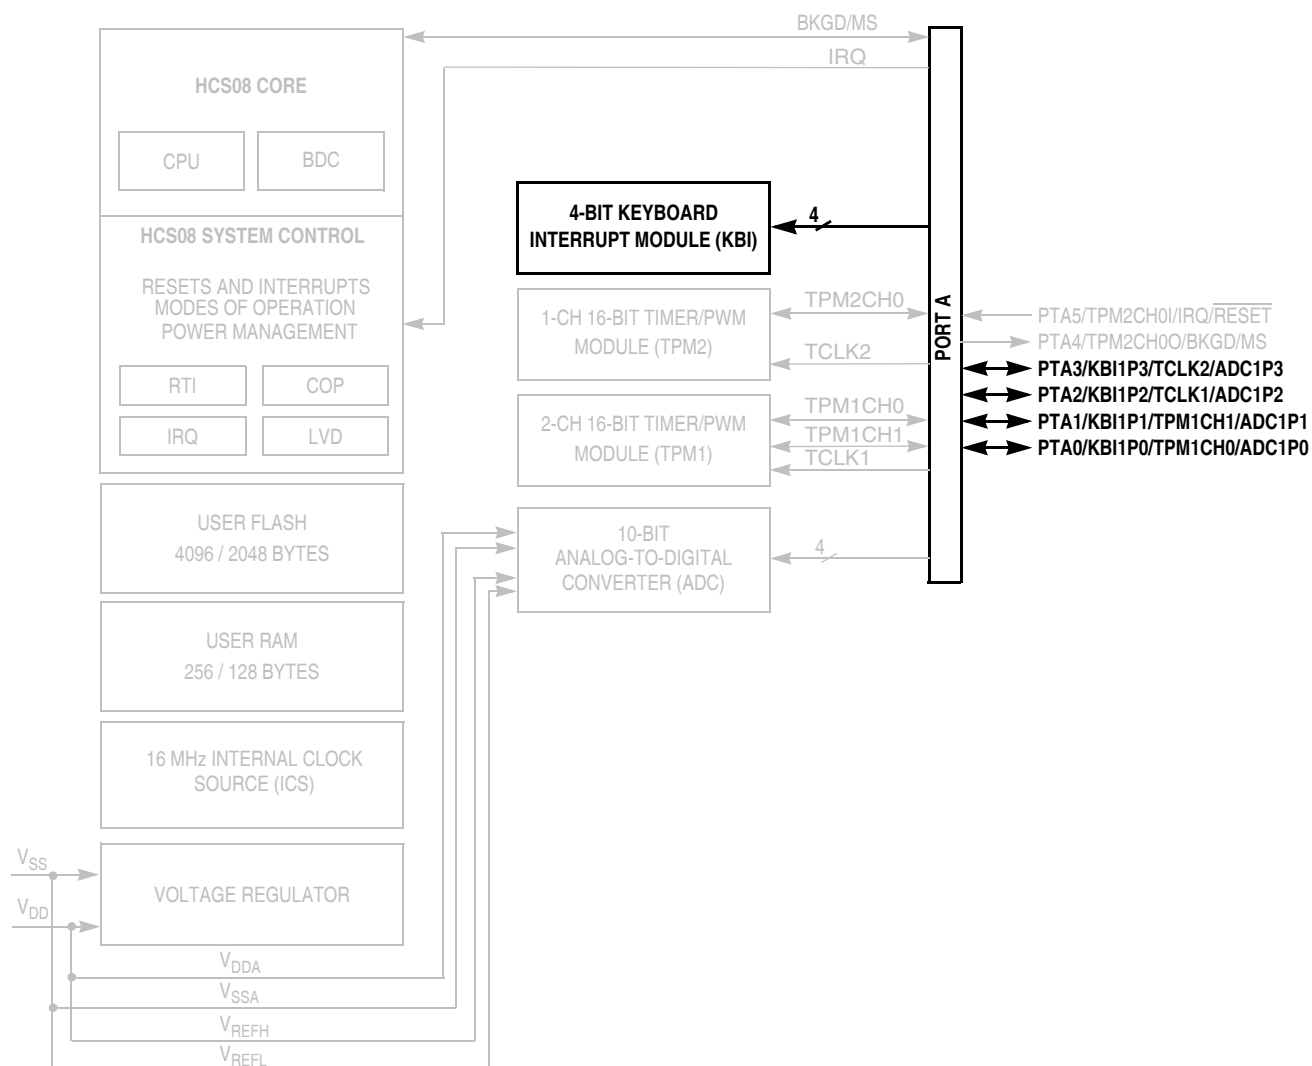 BKGD/MS
IRQ
HCS08 CORE
CPU
BDC
4-BIT KEYBOARD
INTERRUPT MODULE (KBI)
4
HCS08 SYSTEM CONTROL
RESETS AND INTERRUPTS
MODES OF OPERATION
POWER MANAGEMENT
RTI
COP
IRQ
LVD
1-CH 16-BIT TIMER/PWM
MODULE (TPM2)
TPM2CH0
TCLK2
2-CH 16-BIT TIMER/PWM
MODULE (TPM1)
TPM1CH0
TPM1CH1
TCLK1
PORT A
PTA5/TPM2CH0I/IRQ/RESET
PTA4/TPM2CH0O/BKGD/MS
PTA3/KBI1P3/TCLK2/ADC1P3
PTA2/KBI1P2/TCLK1/ADC1P2
PTA1/KBI1P1/TPM1CH1/ADC1P1
PTA0/KBI1P0/TPM1CH0/ADC1P0
USER FLASH
4096 / 2048 BYTES
10-BIT
ANALOG-TO-DIGITAL
CONVERTER (ADC)
4
USER RAM
256 / 128 BYTES
16 MHz INTERNAL CLOCK
SOURCE (ICS)
VSS
VDD
VOLTAGE REGULATOR
VDDA
VSSA
VREFH
VREFL